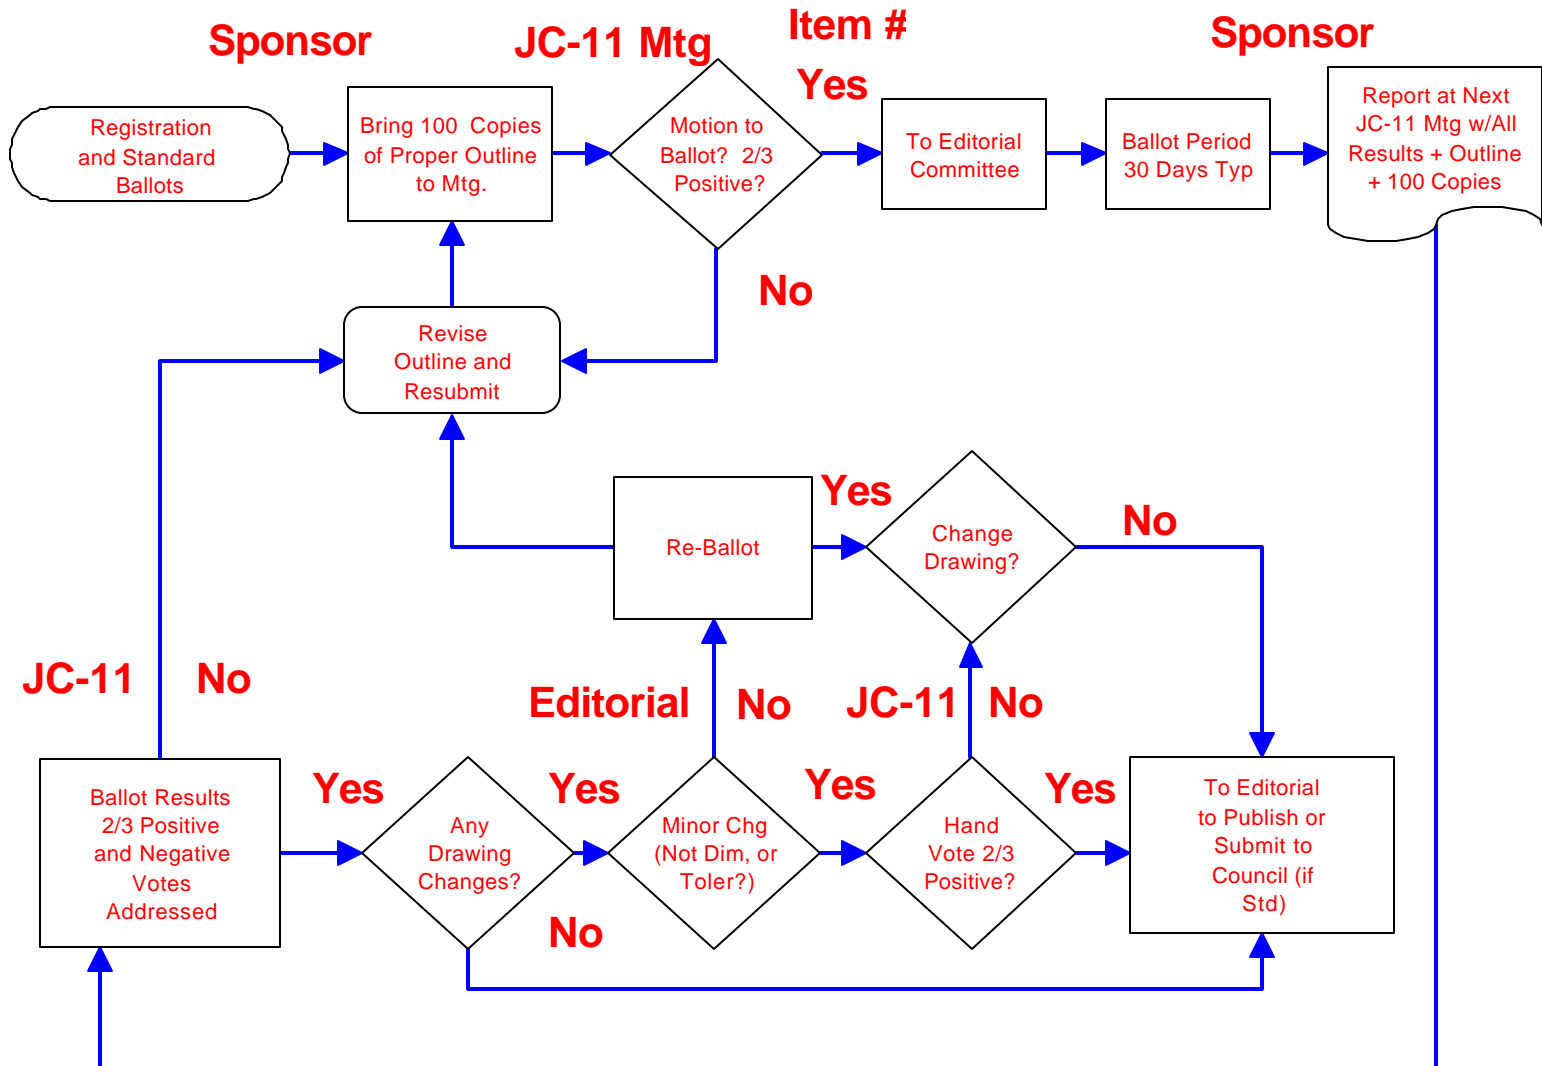 Sponsor
JC-11 Mtg
Item #
Sponsor
Yes
Registration
and Standard
Ballots
Bring 100 Copies
of Proper Outline
to Mtg.
Motion to
Ballot? 2/3
Positive?
To Editorial
Committee
Ballot Period
30 Days Typ
Report at Next
JC-11 Mtg w/All
Results + Outline
+ 100 Copies
No
Revise
Outline and
Resubmit
Re-Ballot
Yes
Change
Drawing?
No
JC-11 No
Editorial No
JC-11 No
Ballot Results
2/3 Positive
and Negative
Votes
Addressed
Yes
Any
Drawing
Changes?
Yes
No
Minor Chg
(Not Dim, or
Toler?)
Yes
Hand
Vote 2/3
Positive?
Yes
To Editorial
to Publish or
Submit to
Council (if
Std)